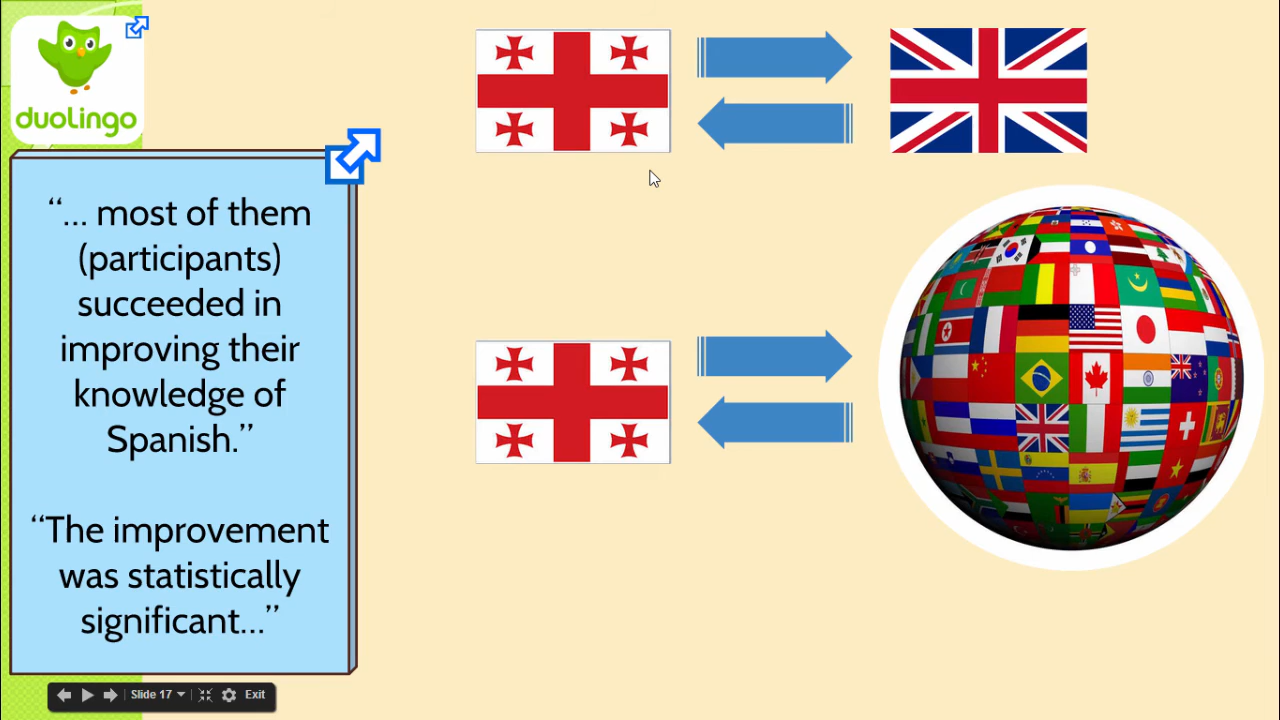 duolingo
“... most of them
(participants)
succeeded in
improving their
knowledge of
Spanish.”
“The improvement
was statistically
significant...”
Slide 17
Exit